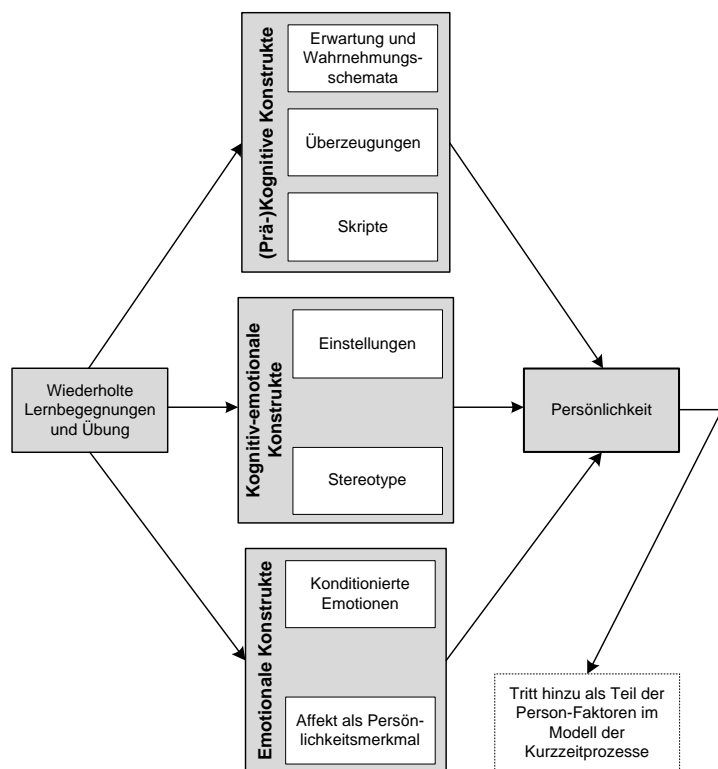 (Prä-)Kognitive Konstrukte
Erwartung und
Wahrnehmungs-
schemata
Überzeugungen
Skripte
Wiederholte
Lernbegegnungen
und Übung
Kognitiv-emotionale
Konstrukte
Einstellungen
Stereotype
Persönlichkeit
Emotionale Konstrukte
Konditionierte
Emotionen
Affekt als Persön-
lichkeitsmerkmal
Tritt hinzu als Teil der
Person-Faktoren im
Modell der
Kurzzeitprozesse